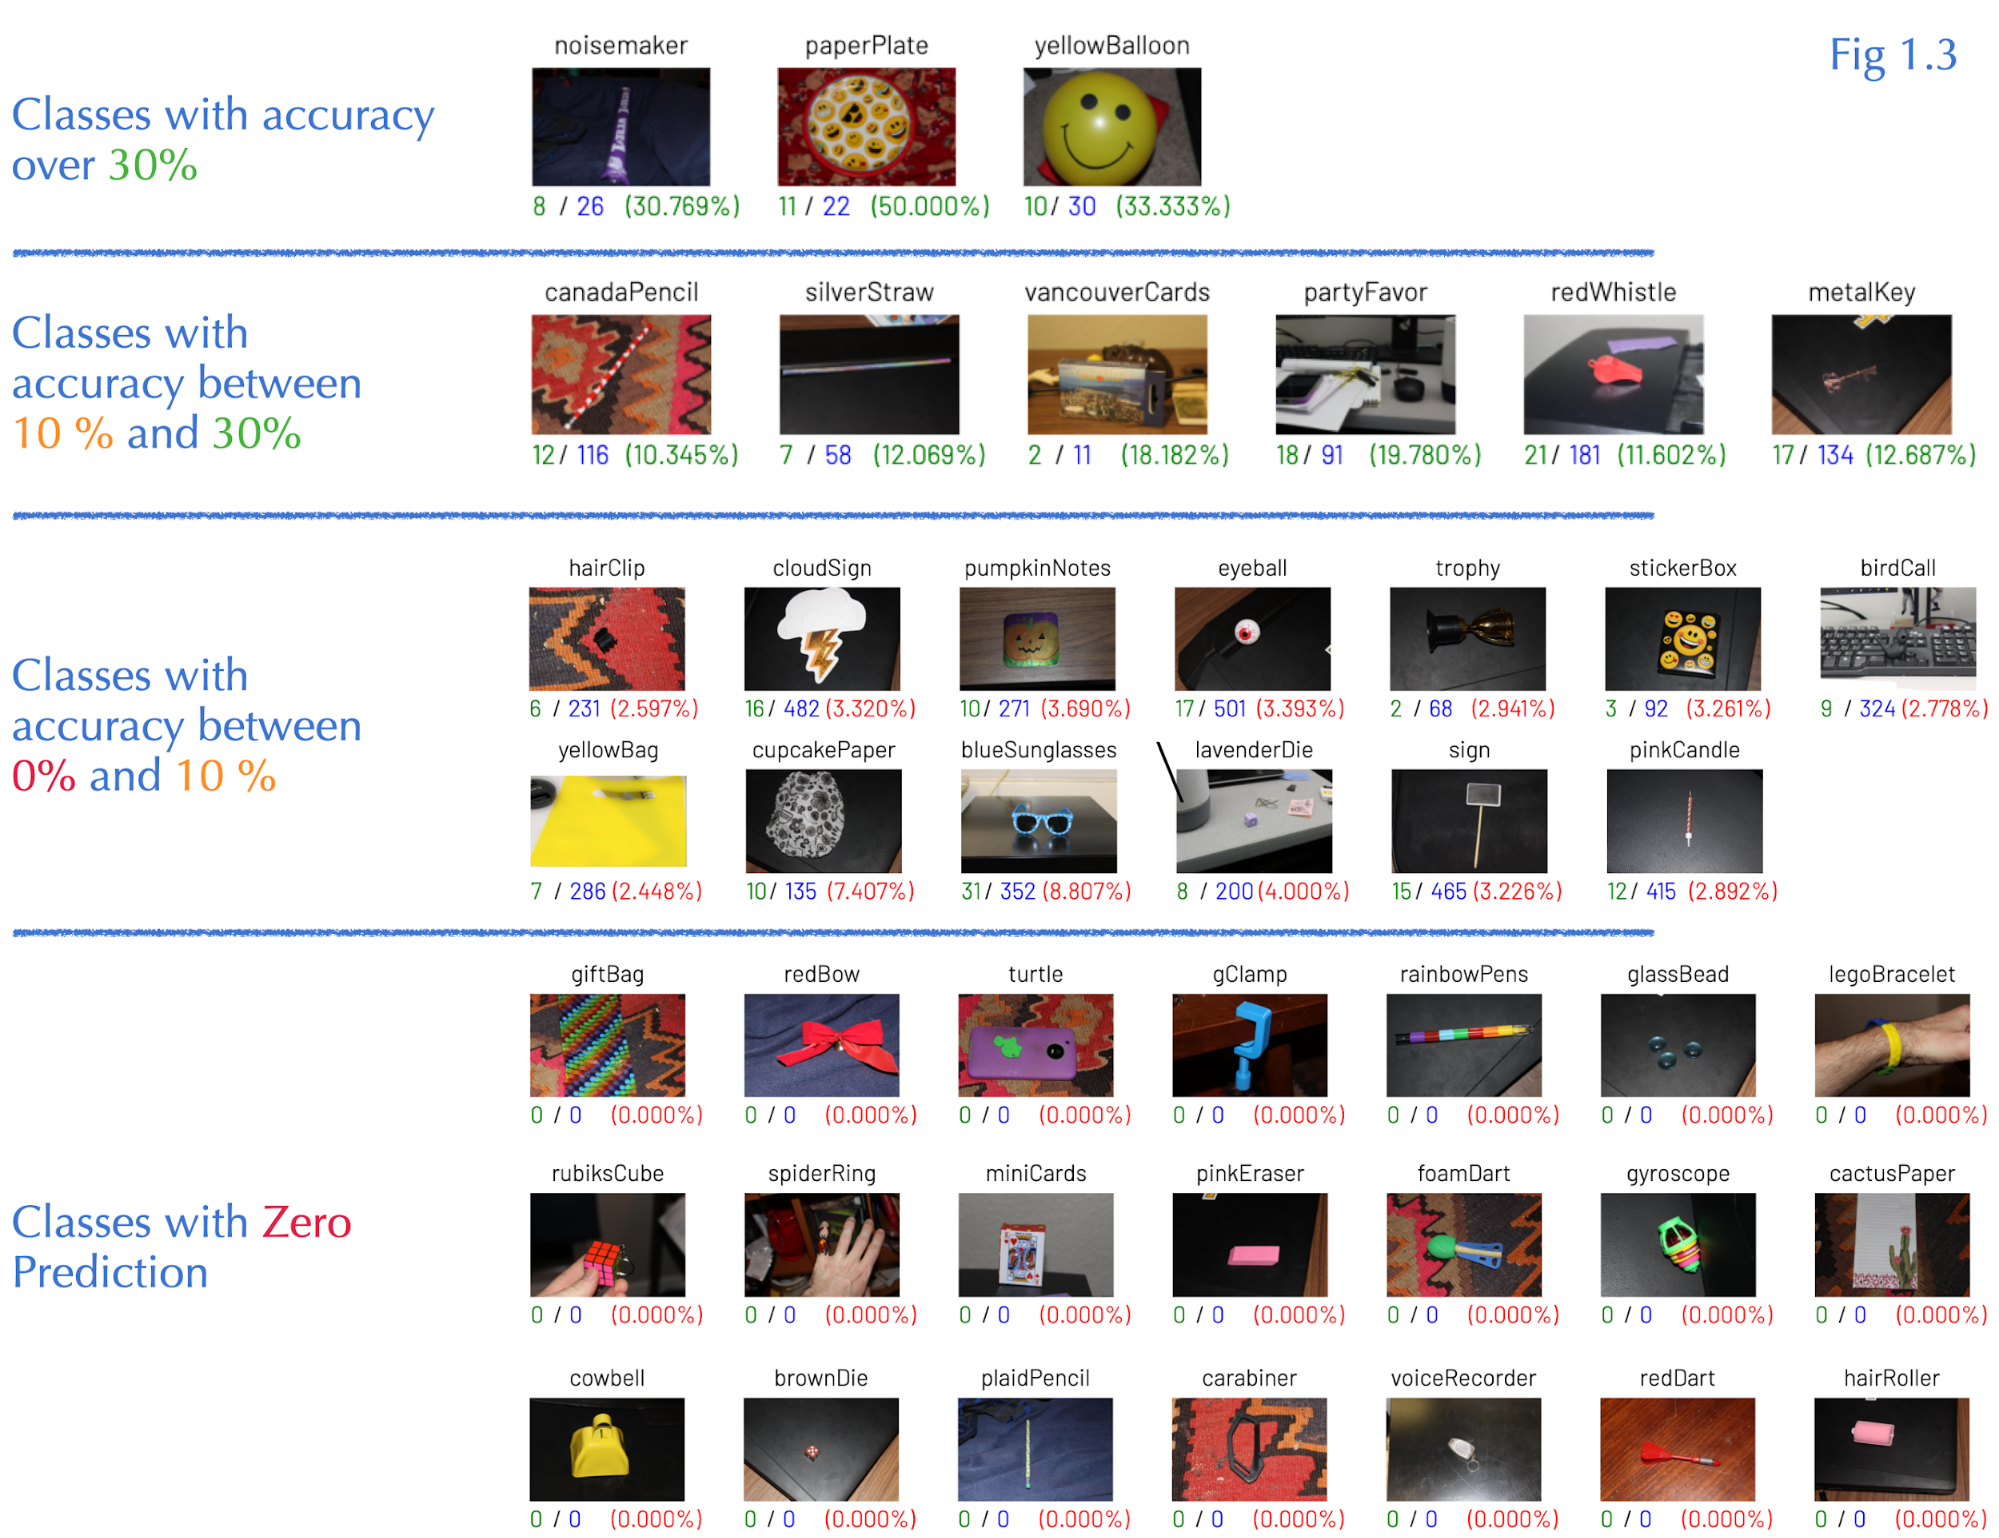 Fig 1.3
Classes with accuracy
over 30%
noisemaker paperPlate yellowBalloon
8 / 26 (30.769%) 11 / 22 (50.000%) 10 / 30 (33.333%)
Classes with
accuracy between
10 % and 30%
canadaPencil silverStraw vancouverCards partyFavor redWhistle metalKey
12 / 116 (10.345%) 7 / 58 (12.069%) 2 / 11 (18.182%) 18 / 91 (19.780%) 21 / 181 (11.602%) 17 / 134 (12.687%)
Classes with
accuracy between
0% and 10 %
hairClip cloudSign pumpkinNotes eyeball trophy stickerBox birdCall
6 / 231 (2.597%) 16 / 482 (3.320%) 10 / 271 (3.690%) 17 / 501 (3.393%) 2 / 68 (2.941%) 3 / 92 (3.261%) 9 / 324 (2.778%)
yellowBag cupcakePaper blueSunglasses lavenderDie sign pinkCandle
7 / 286 (2.448%) 10 / 135 (7.407%) 31 / 352 (8.807%) 8 / 200 (4.000%) 15 / 465 (3.226%) 12 / 415 (2.892%)
Classes with Zero
Prediction
giftBag redBow turtle gClamp rainbowPens glassBead legoBracelet
0 / 0 (0.000%) 0 / 0 (0.000%) 0 / 0 (0.000%) 0 / 0 (0.000%) 0 / 0 (0.000%) 0 / 0 (0.000%) 0 / 0 (0.000%)
rubiksCube spiderRing miniCards pinkEraser foamDart gyroscope cactusPaper
0 / 0 (0.000%) 0 / 0 (0.000%) 0 / 0 (0.000%) 0 / 0 (0.000%) 0 / 0 (0.000%) 0 / 0 (0.000%) 0 / 0 (0.000%)
cowbell brownDie plaidPencil carabiner voiceRecorder redDart hairRoller
0 / 0 (0.000%) 0 / 0 (0.000%) 0 / 0 (0.000%) 0 / 0 (0.000%) 0 / 0 (0.000%) 0 / 0 (0.000%) 0 / 0 (0.000%)